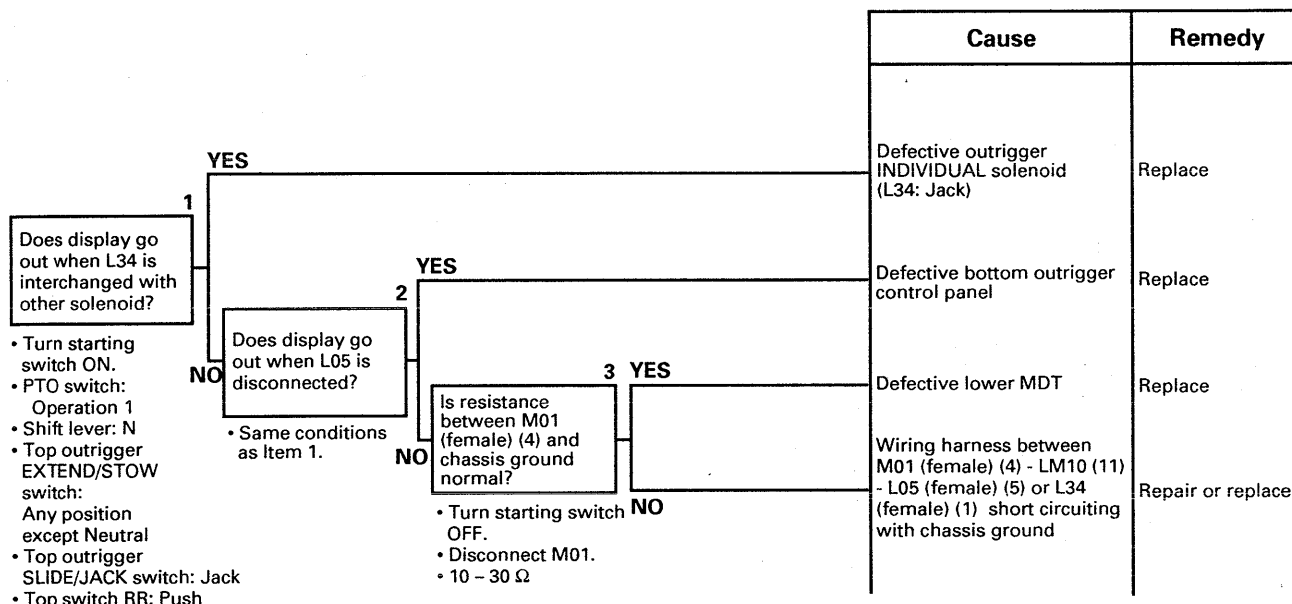 Cause
Remedy
YES
Defective outrigger
INDIVIDUAL solenoid
(L34: Jack)
Replace
1
Does display go
out when L34 is
interchanged with
other solenoid?
• Turn starting
switch ON.
• PTO switch:
Operation 1
• Shift lever: N
• Top outrigger
EXTEND/STOW
switch:
Any position
except Neutral
• Top outrigger
SLIDE/JACK switch: Jack
• Top switch RR: Push
NO
YES
Defective bottom outrigger
control panel
Replace
2
Does display go
out when L05 is
disconnected?
• Same conditions
as Item 1.
NO
3
YES
Defective lower MDT
Replace
Is resistance
between M01
(female) (4) and
chassis ground
normal?
• Turn starting switch
OFF.
• Disconnect M01.
• 10 – 30 Ω
NO
Wiring harness between
M01 (female) (4) - LM10 (11)
- L05 (female) (5) or L34
(female) (1) short circuiting
with chassis ground
Repair or replace